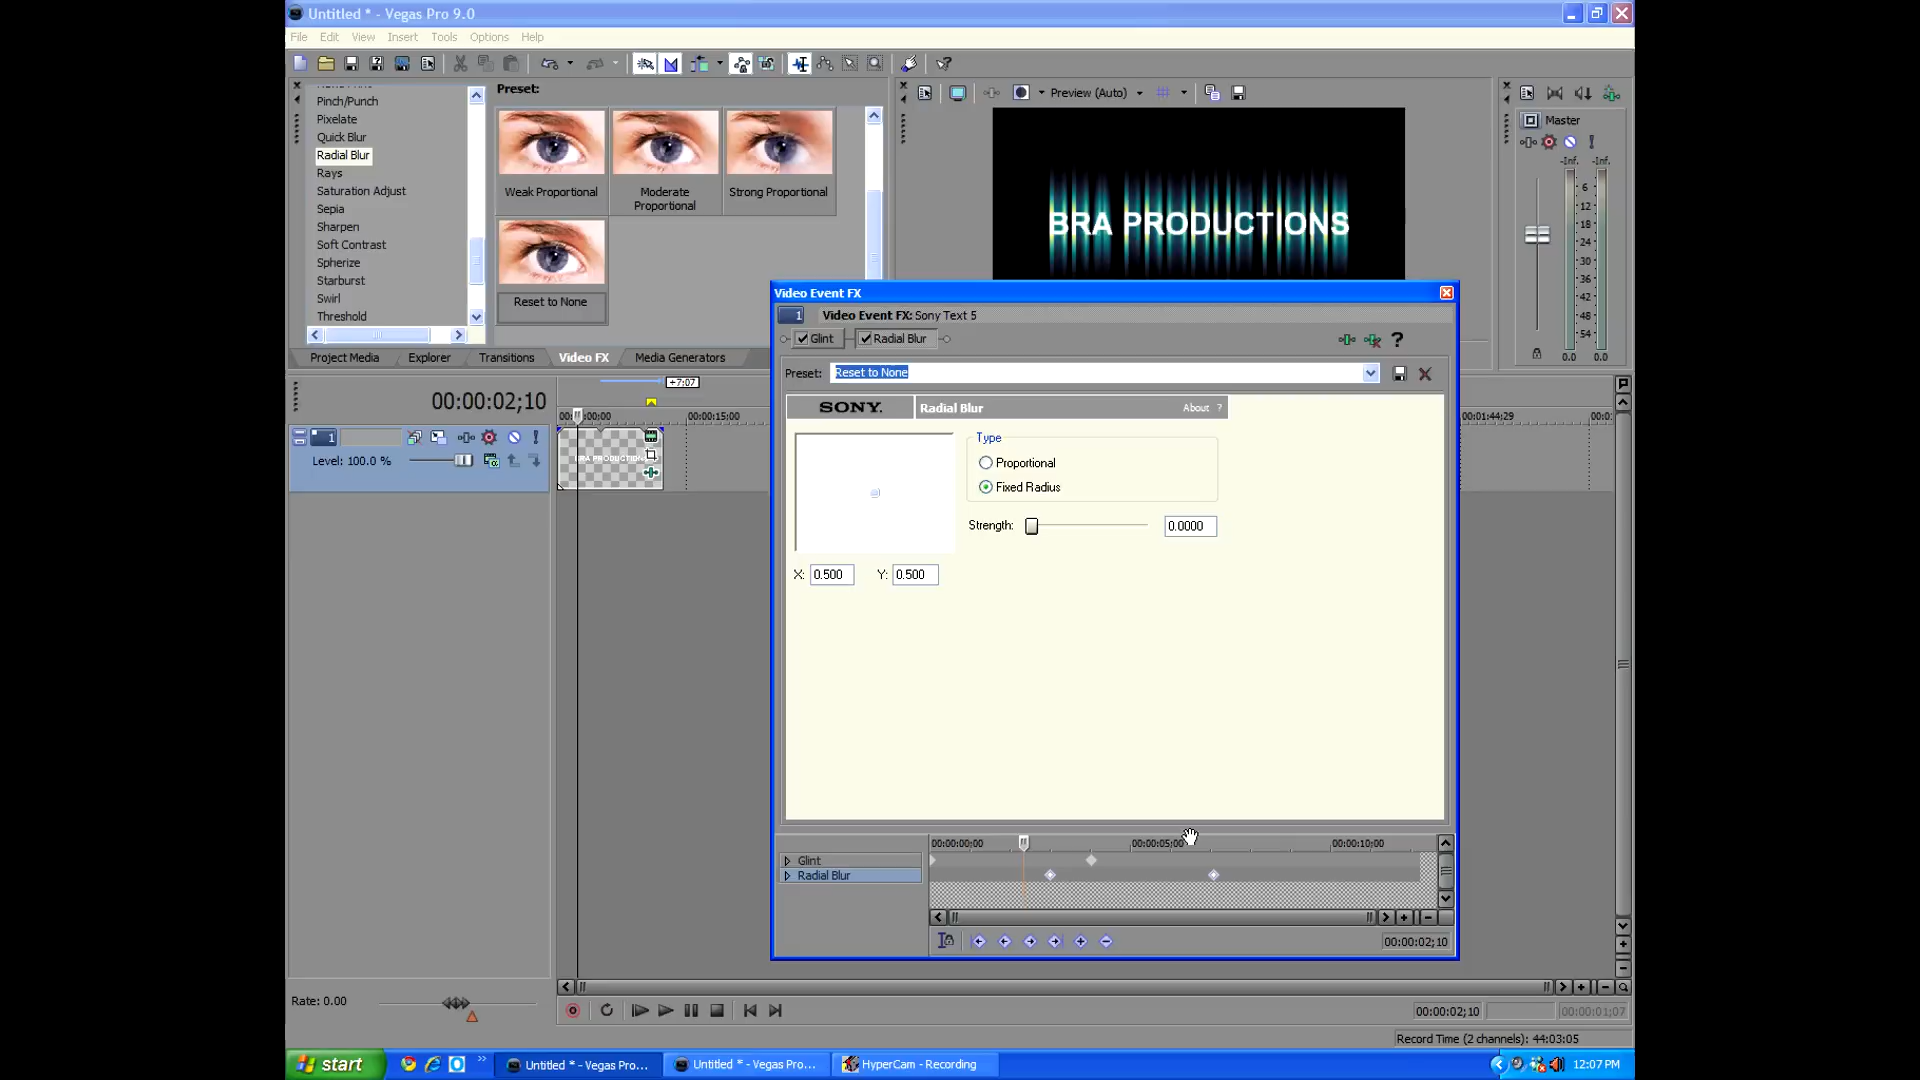 Untitled * - Vegas Pro 9.0
File Edit View Insert Tools Options Help
Pinch/Punch
Pixelate
Quick Blur
Radial Blur
Rays
Saturation Adjust
Sepia
Sharpen
Soft Contrast
Spherize
Starburst
Swirl
Threshold
Preset:
Weak Proportional
Moderate
Proportional
Strong Proportional
Reset to None
Project Media Explorer Transitions Video FX Media Generators
Preview (Auto)
BRA PRODUCTIONS
Master
-Inf. -Inf.
6
12
18
24
30
36
42
48
54
0.0 0.0
Video Event FX
1 Video Event FX: Sony Text 5
Glint Radial Blur
Preset: Reset to None
SONY. Radial Blur About ?
Type
Proportional
Fixed Radius
Strength: 0.0000
X: 0.500 Y: 0.500
00:00:00;00 00:00:05;00 00:00:10;00
Glint
Radial Blur
00:00:02;10
+7:07
00:00:02;10
00:00:15;00 00:01:44;29
1
Level: 100.0 %
Rate: 0.00
00:00:02;10 00:00:01;07
Record Time (2 channels): 44:03:05
start Untitled * - Vegas Pro... Untitled * - Vegas Pro... HyperCam - Recording 12:07 PM